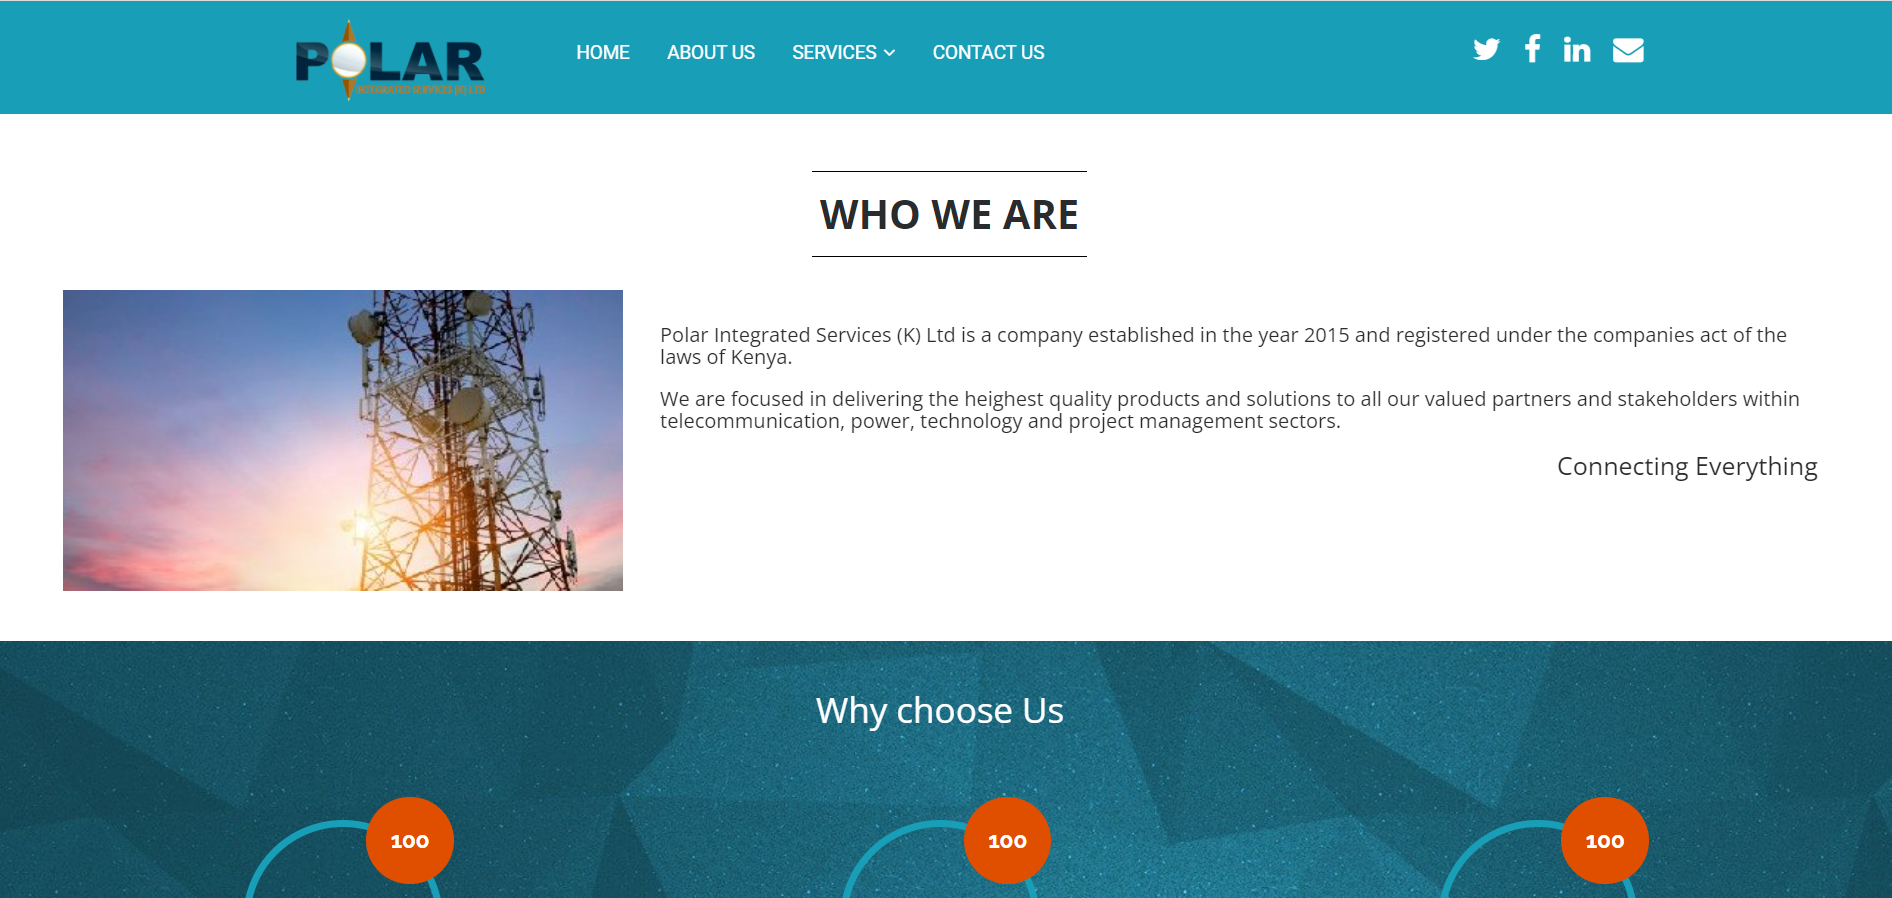 POLAR
INTEGRATED SERVICES (K) LTD
HOME
ABOUT US
SERVICES
CONTACT US
WHO WE ARE
Polar Integrated Services (K) Ltd is a company established in the year 2015 and registered under the companies act of the
laws of Kenya.
We are focused in delivering the heighest quality products and solutions to all our valued partners and stakeholders within
telecommunication, power, technology and project management sectors.
Connecting Everything
Why choose Us
100
100
100